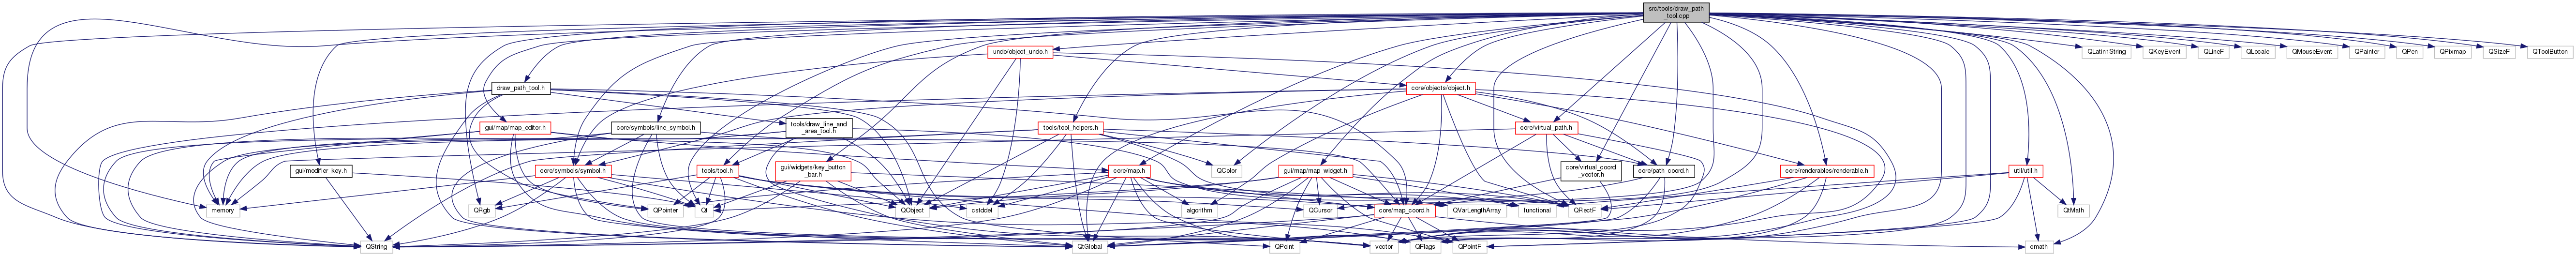 src/tools/draw_path
_tool.cpp
undo/object_undo.h
QLatin1String
QKeyEvent
QLineF
QLocale
QMouseEvent
QPainter
QPen
QPixmap
QSizeF
QToolButton
draw_path_tool.h
core/objects/object.h
gui/map/map_editor.h
core/symbols/line_symbol.h
tools/draw_line_and
_area_tool.h
tools/tool_helpers.h
core/virtual_path.h
gui/modifier_key.h
core/symbols/symbol.h
tools/tool.h
gui/widgets/key_button
_bar.h
core/map.h
QColor
gui/map/map_widget.h
core/virtual_coord
_vector.h
core/path_coord.h
core/renderables/renderable.h
util/util.h
memory
QRgb
QPointer
Qt
QObject
cstddef
algorithm
QCursor
core/map_coord.h
QVarLengthArray
functional
QRectF
QtMath
QString
QtGlobal
QPoint
vector
QFlags
QPointF
cmath